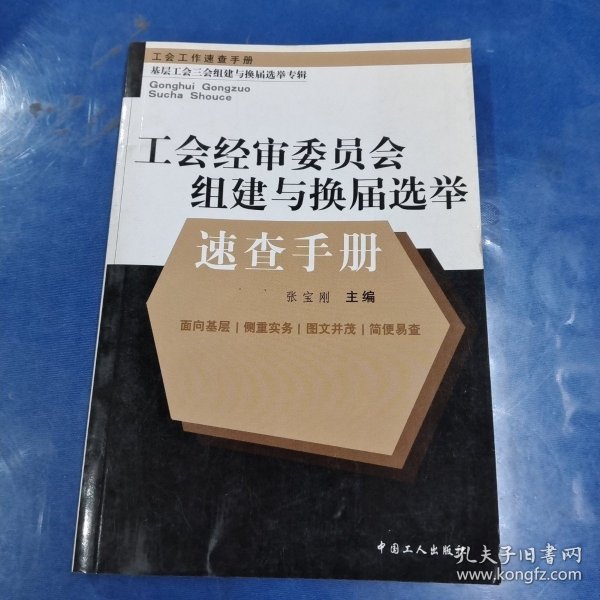 工会工作速查手册
基层工会三会组建与换届选举专辑
Gonghui Gongzuo
Sucha Shouce
工会经审委员会
组建与换届选举
速查手册
张宝刚 主编
面向基层 | 侧重实务 | 图文并茂 | 简便易查
中国工人出版社
孔夫子旧书网
www.kongfz.com